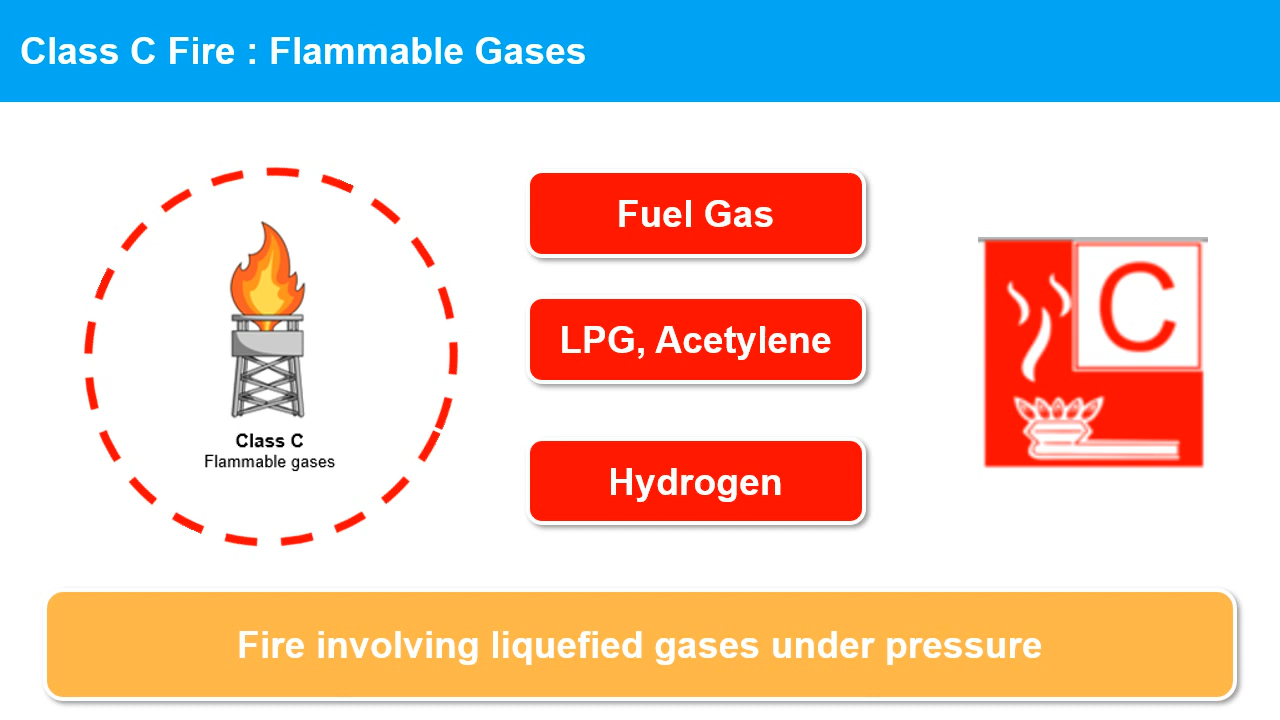 Class C Fire : Flammable Gases
Class C
Flammable gases
Fuel Gas
LPG, Acetylene
Hydrogen
C
Fire involving liquefied gases under pressure